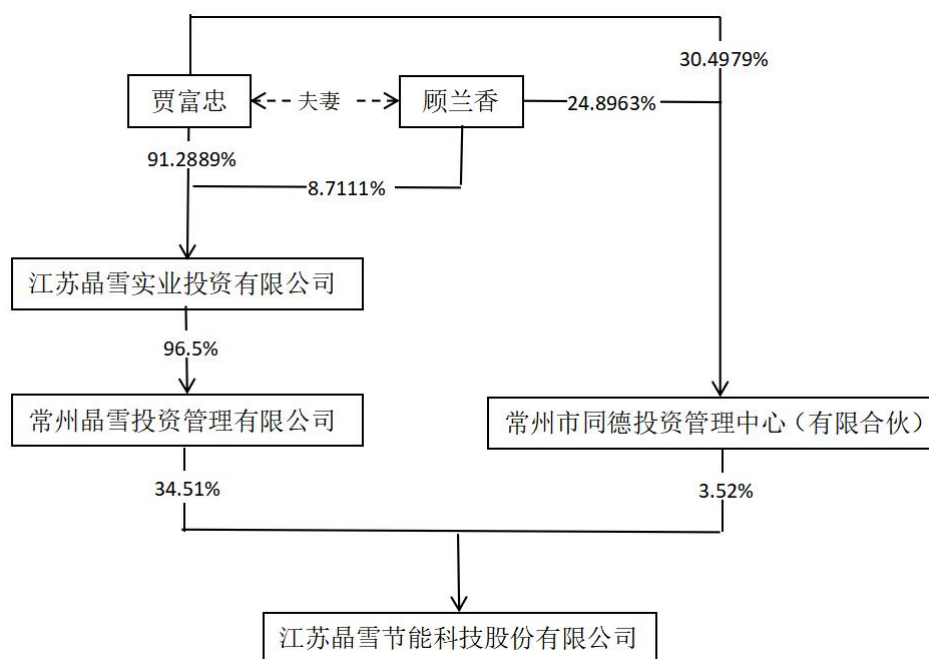 30.4979%
贾富忠
夫妻
顾兰香
24.8963%
91.2889%
8.7111%
江苏晶雪实业投资有限公司
96.5%
常州晶雪投资管理有限公司
常州市同德投资管理中心（有限合伙）
34.51%
3.52%
江苏晶雪节能科技股份有限公司